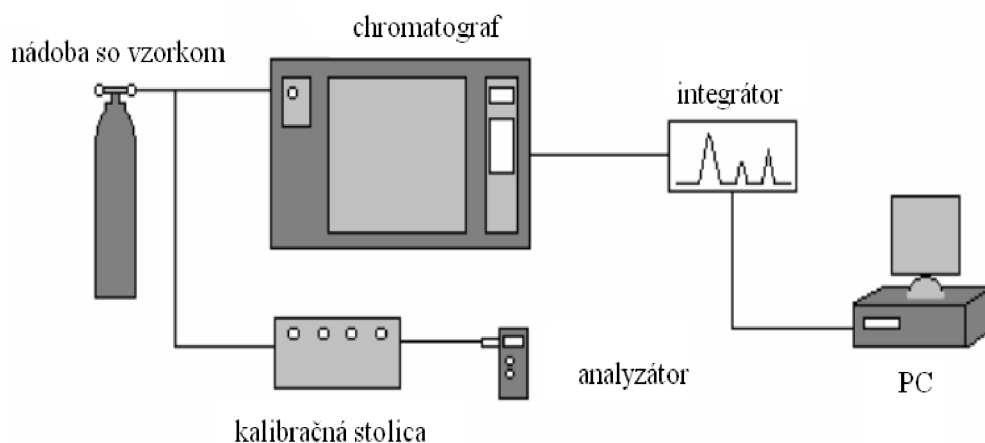 chromatograf
nádoba so vzorkom
integrátor
analyzátor
PC
kalibračná stolica